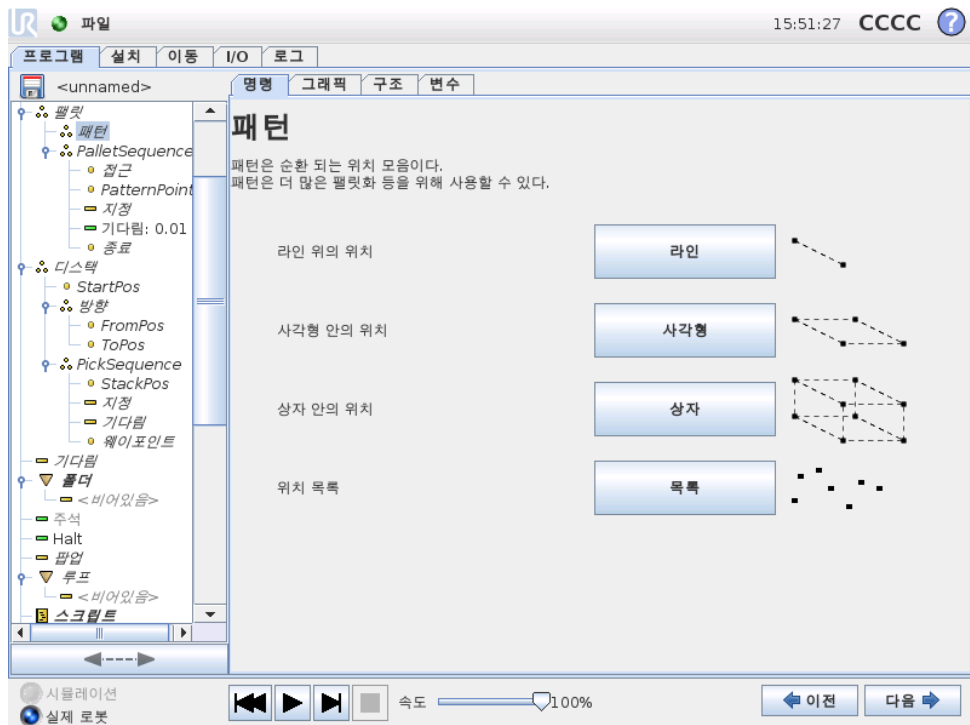 UR 파일 15:51:27 CCCC ?
프로그램 설치 이동 I/O 로그
<unnamed>
팔릿
패턴
PalletSequence
접근
PatternPoint
지정
기다림: 0.01
종료
디스택
StartPos
방향
FromPos
ToPos
PickSequence
StackPos
지정
기다림
웨이포인트
기다림
폴더
<비어있음>
주석
Halt
팝업
루프
<비어있음>
스크립트
명령 그래픽 구조 변수
패턴
패턴은 순환 되는 위치 모음이다.
패턴은 더 많은 팰릿화 등을 위해 사용할 수 있다.
라인 위의 위치 라인
사각형 안의 위치 사각형
상자 안의 위치 상자
위치 목록 목록
시뮬레이션
실제 로봇
속도 100%
이전 다음